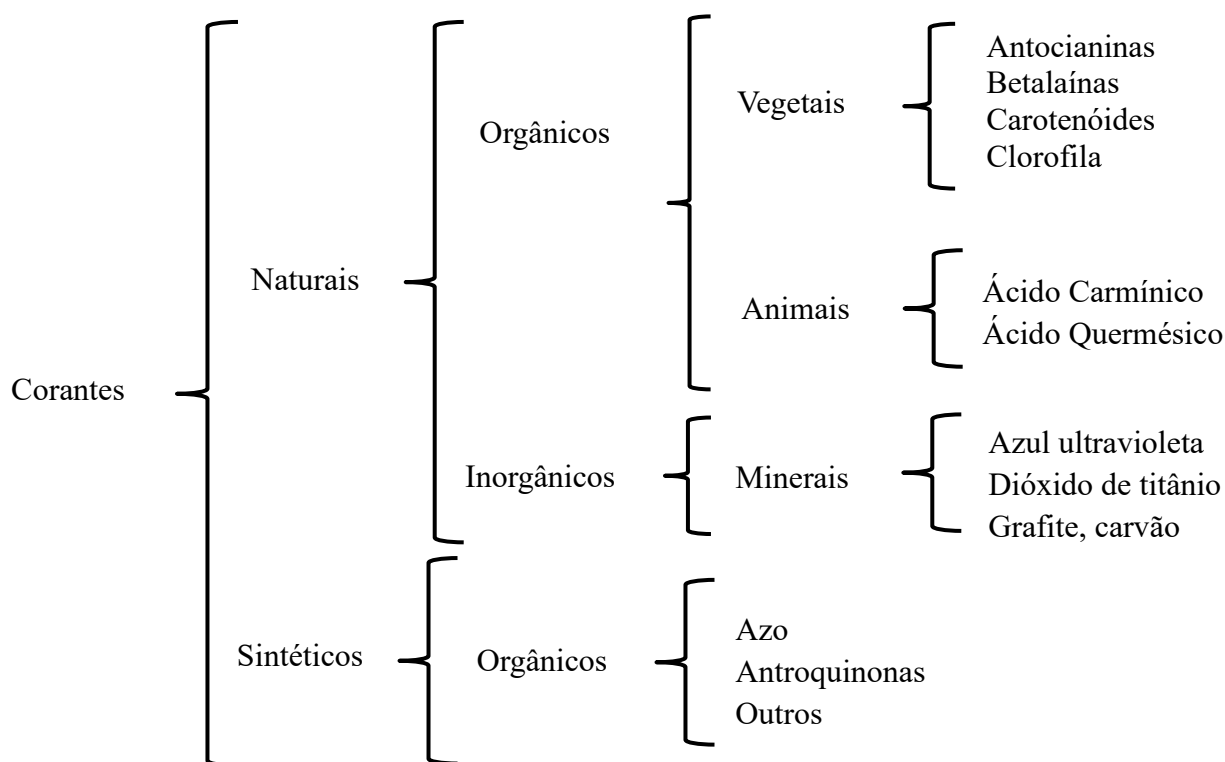 Corantes
Naturais
Orgânicos
Vegetais
Antocianinas
Betalaínas
Carotenóides
Clorofila
Animais
Ácido Carmínico
Ácido Quermésico
Inorgânicos
Minerais
Azul ultravioleta
Dióxido de titânio
Grafite, carvão
Sintéticos
Orgânicos
Azo
Antroquinonas
Outros